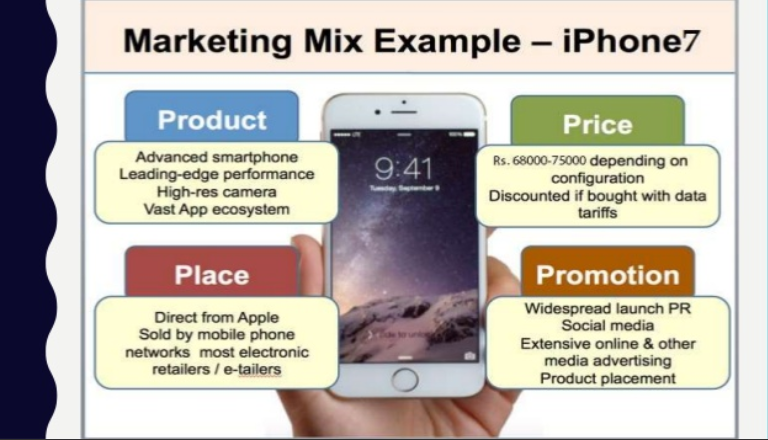 Marketing Mix Example – iPhone7
Product
Advanced smartphone
Leading-edge performance
High-res camera
Vast App ecosystem
Price
Rs. 68000-75000 depending on
configuration
Discounted if bought with data
tariffs
9:41
Tuesday, September 9
Place
Direct from Apple
Sold by mobile phone
networks most electronic
retailers / e-tailers
Promotion
Widespread launch PR
Social media
Extensive online & other
media advertising
Product placement